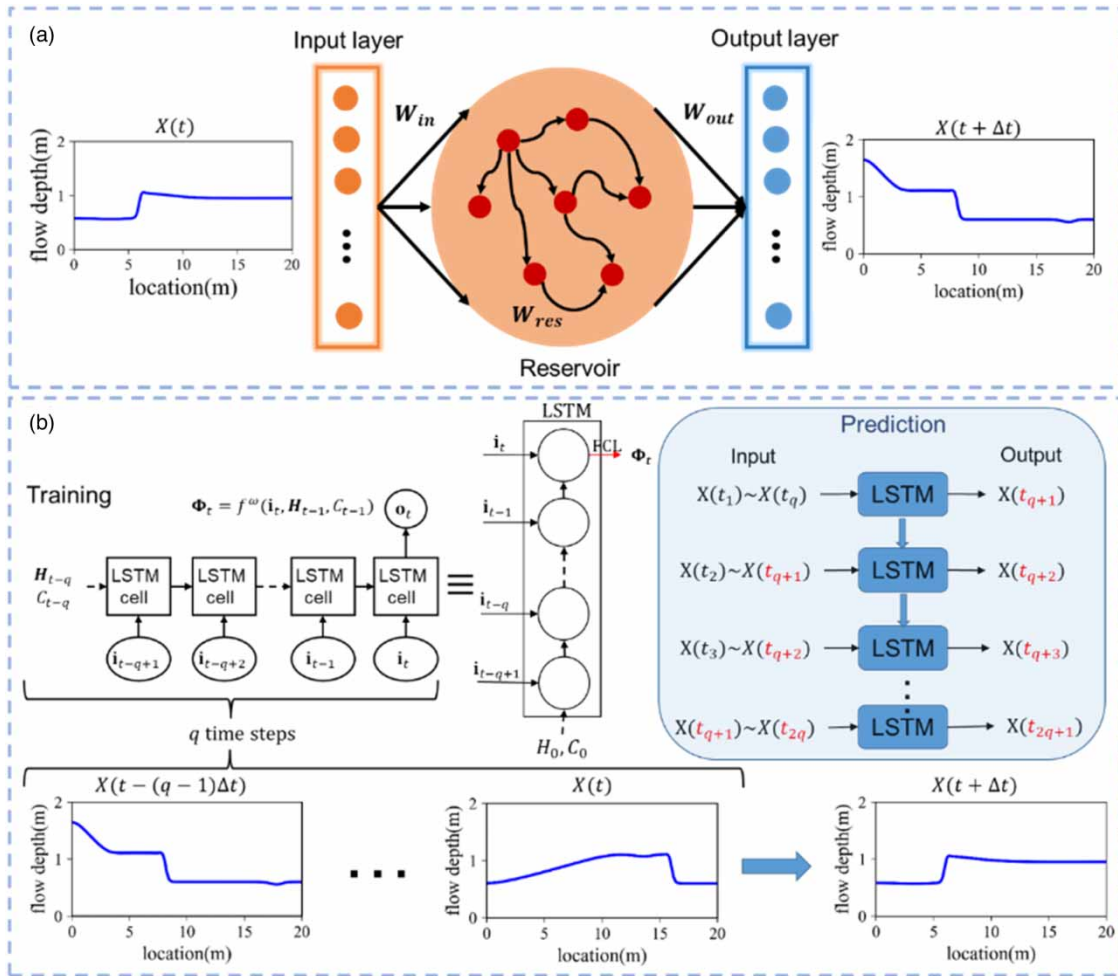 (a)
Input layer
Output layer
X(t)
W_in
W_out
X(t + Δt)
flow depth(m)
2
1
0
0 5 10 15 20
location(m)
W_res
Reservoir
flow depth(m)
2
1
0
0 5 10 15 20
location(m)
(b)
LSTM
Training
Φ_t = f^ω(i_t, H_{t-1}, C_{t-1})
o_t
H_{t-q}
C_{t-q}
LSTM cell
LSTM cell
LSTM cell
LSTM cell
≡
i_{t-q+1}
i_{t-q+2}
i_{t-1}
i_t
q time steps
i_t
FCL
Φ_t
i_{t-1}
i_{t-q}
i_{t-q+1}
H_0, C_0
Prediction
Input
Output
X(t_1)~X(t_q) LSTM X(t_{q+1})
X(t_2)~X(t_{q+1}) LSTM X(t_{q+2})
X(t_3)~X(t_{q+2}) LSTM X(t_{q+3})
X(t_{q+1})~X(t_{2q}) LSTM X(t_{2q+1})
X(t − (q − 1)Δt)
flow depth(m)
2
1
0
0 5 10 15 20
location(m)
X(t)
flow depth(m)
2
1
0
0 5 10 15 20
location(m)
X(t + Δt)
flow depth(m)
2
1
0
0 5 10 15 20
location(m)